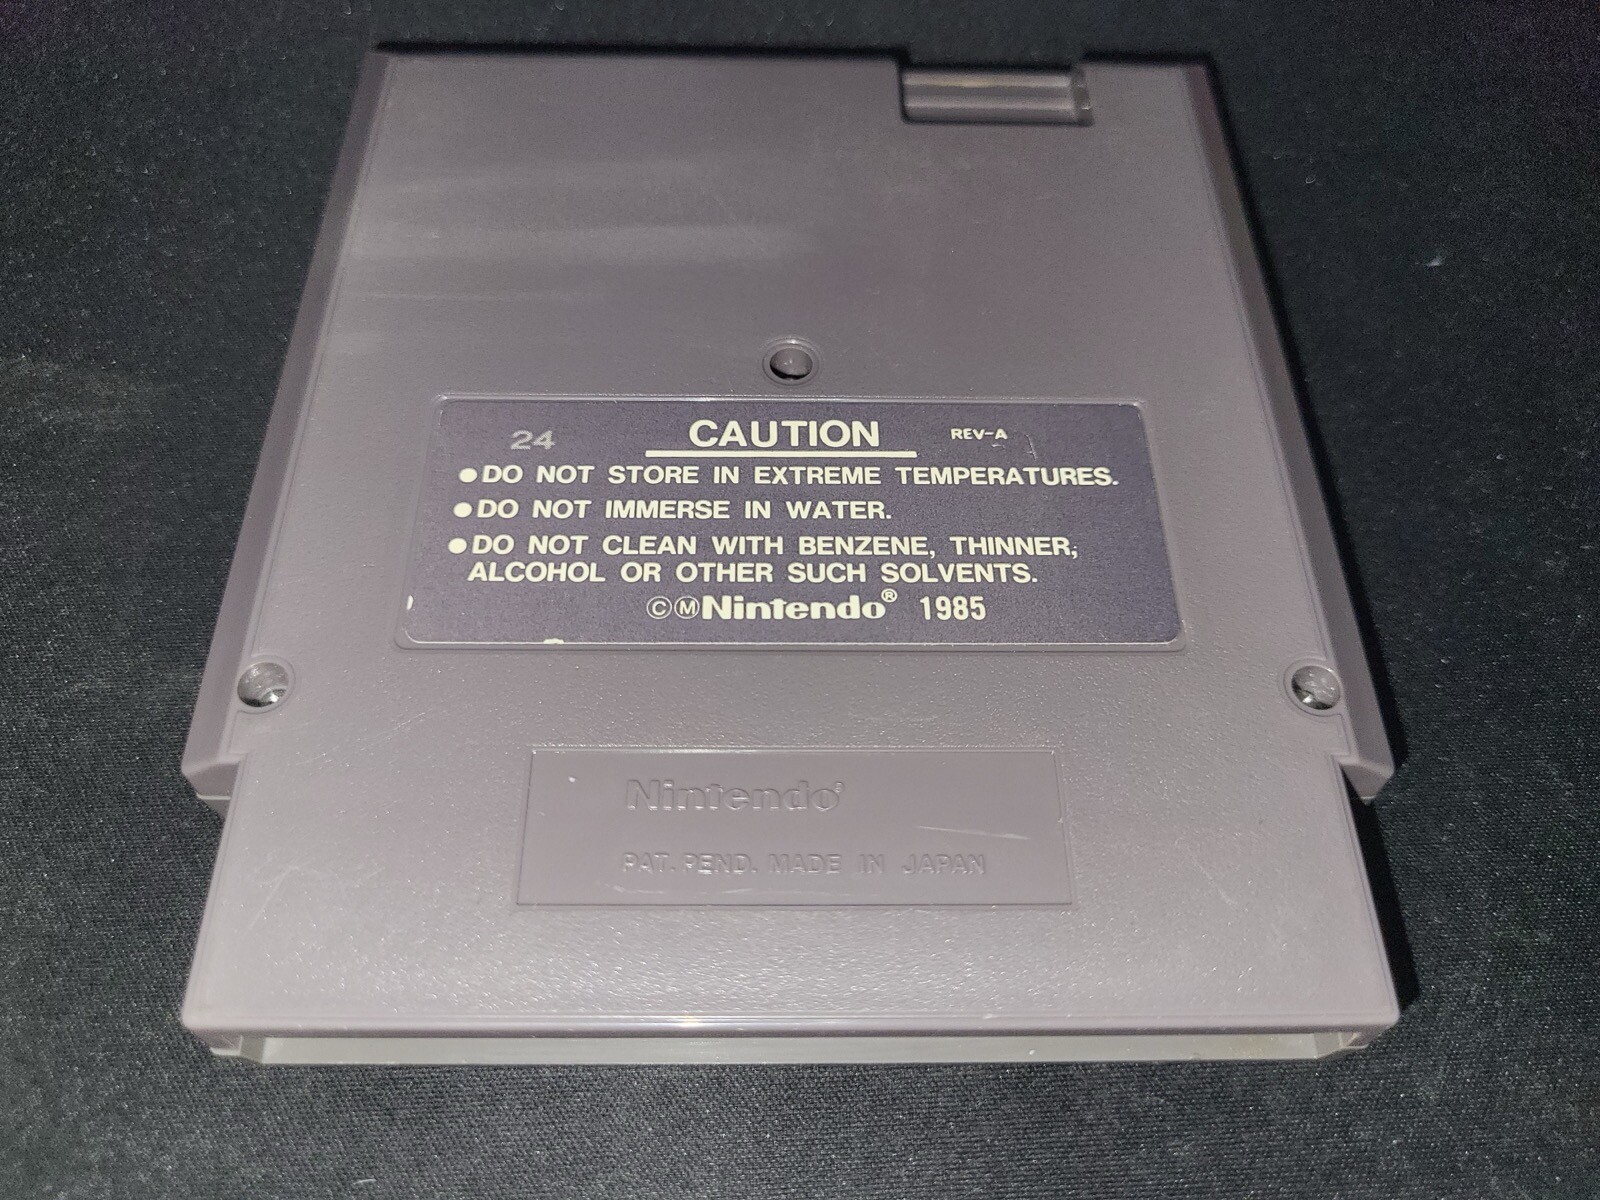 24 CAUTION REV-A
●DO NOT STORE IN EXTREME TEMPERATURES.
●DO NOT IMMERSE IN WATER.
●DO NOT CLEAN WITH BENZENE, THINNER,
ALCOHOL OR OTHER SUCH SOLVENTS.
©ⓂNintendo® 1985
Nintendo®
PAT. PEND. MADE IN JAPAN